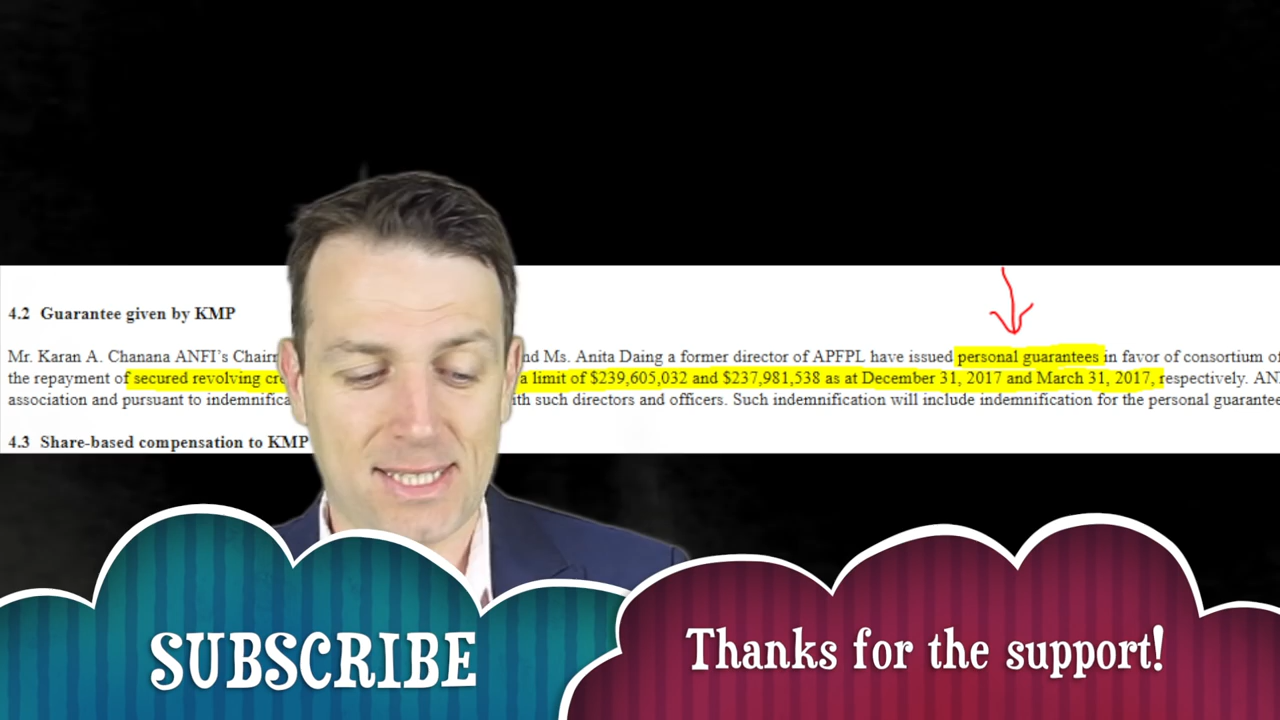 4.2 Guarantee given by KMP
Mr. Karan A. Chanana ANFI's Chair nd Ms. Anita Daing a former director of APFPL have issued personal guarantees in favor of consortium of
the repayment of secured revolving cre a limit of $239,605,032 and $237,981,538 as at December 31, 2017 and March 31, 2017, respectively. AN
association and pursuant to indemnifica ith such directors and officers. Such indemnification will include indemnification for the personal guarantee
4.3 Share-based compensation to KMP
SUBSCRIBE
Thanks for the support!